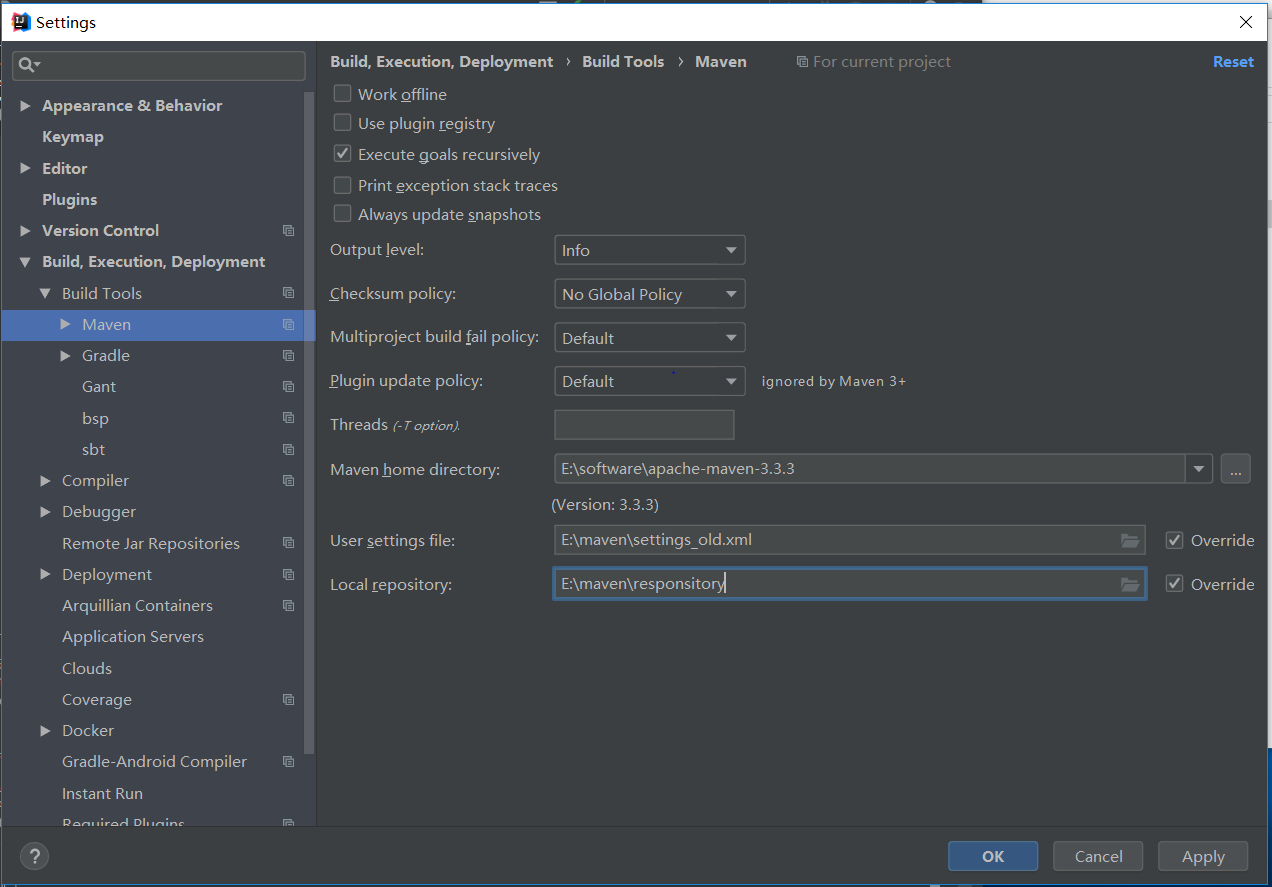 Settings
Appearance & Behavior
Keymap
Editor
Plugins
Version Control
Build, Execution, Deployment
Build Tools
Maven
Gradle
Gant
bsp
sbt
Compiler
Debugger
Remote Jar Repositories
Deployment
Arquillian Containers
Application Servers
Clouds
Coverage
Docker
Gradle-Android Compiler
Instant Run
Required Plugins
Build, Execution, Deployment › Build Tools › Maven For current project Reset
Work offline
Use plugin registry
Execute goals recursively
Print exception stack traces
Always update snapshots
Output level: Info
Checksum policy: No Global Policy
Multiproject build fail policy: Default
Plugin update policy: Default ignored by Maven 3+
Threads (-T option).
Maven home directory: E:\software\apache-maven-3.3.3 ...
(Version: 3.3.3)
User settings file: E:\maven\settings_old.xml Override
Local repository: E:\maven\responsitory Override
? OK Cancel Apply